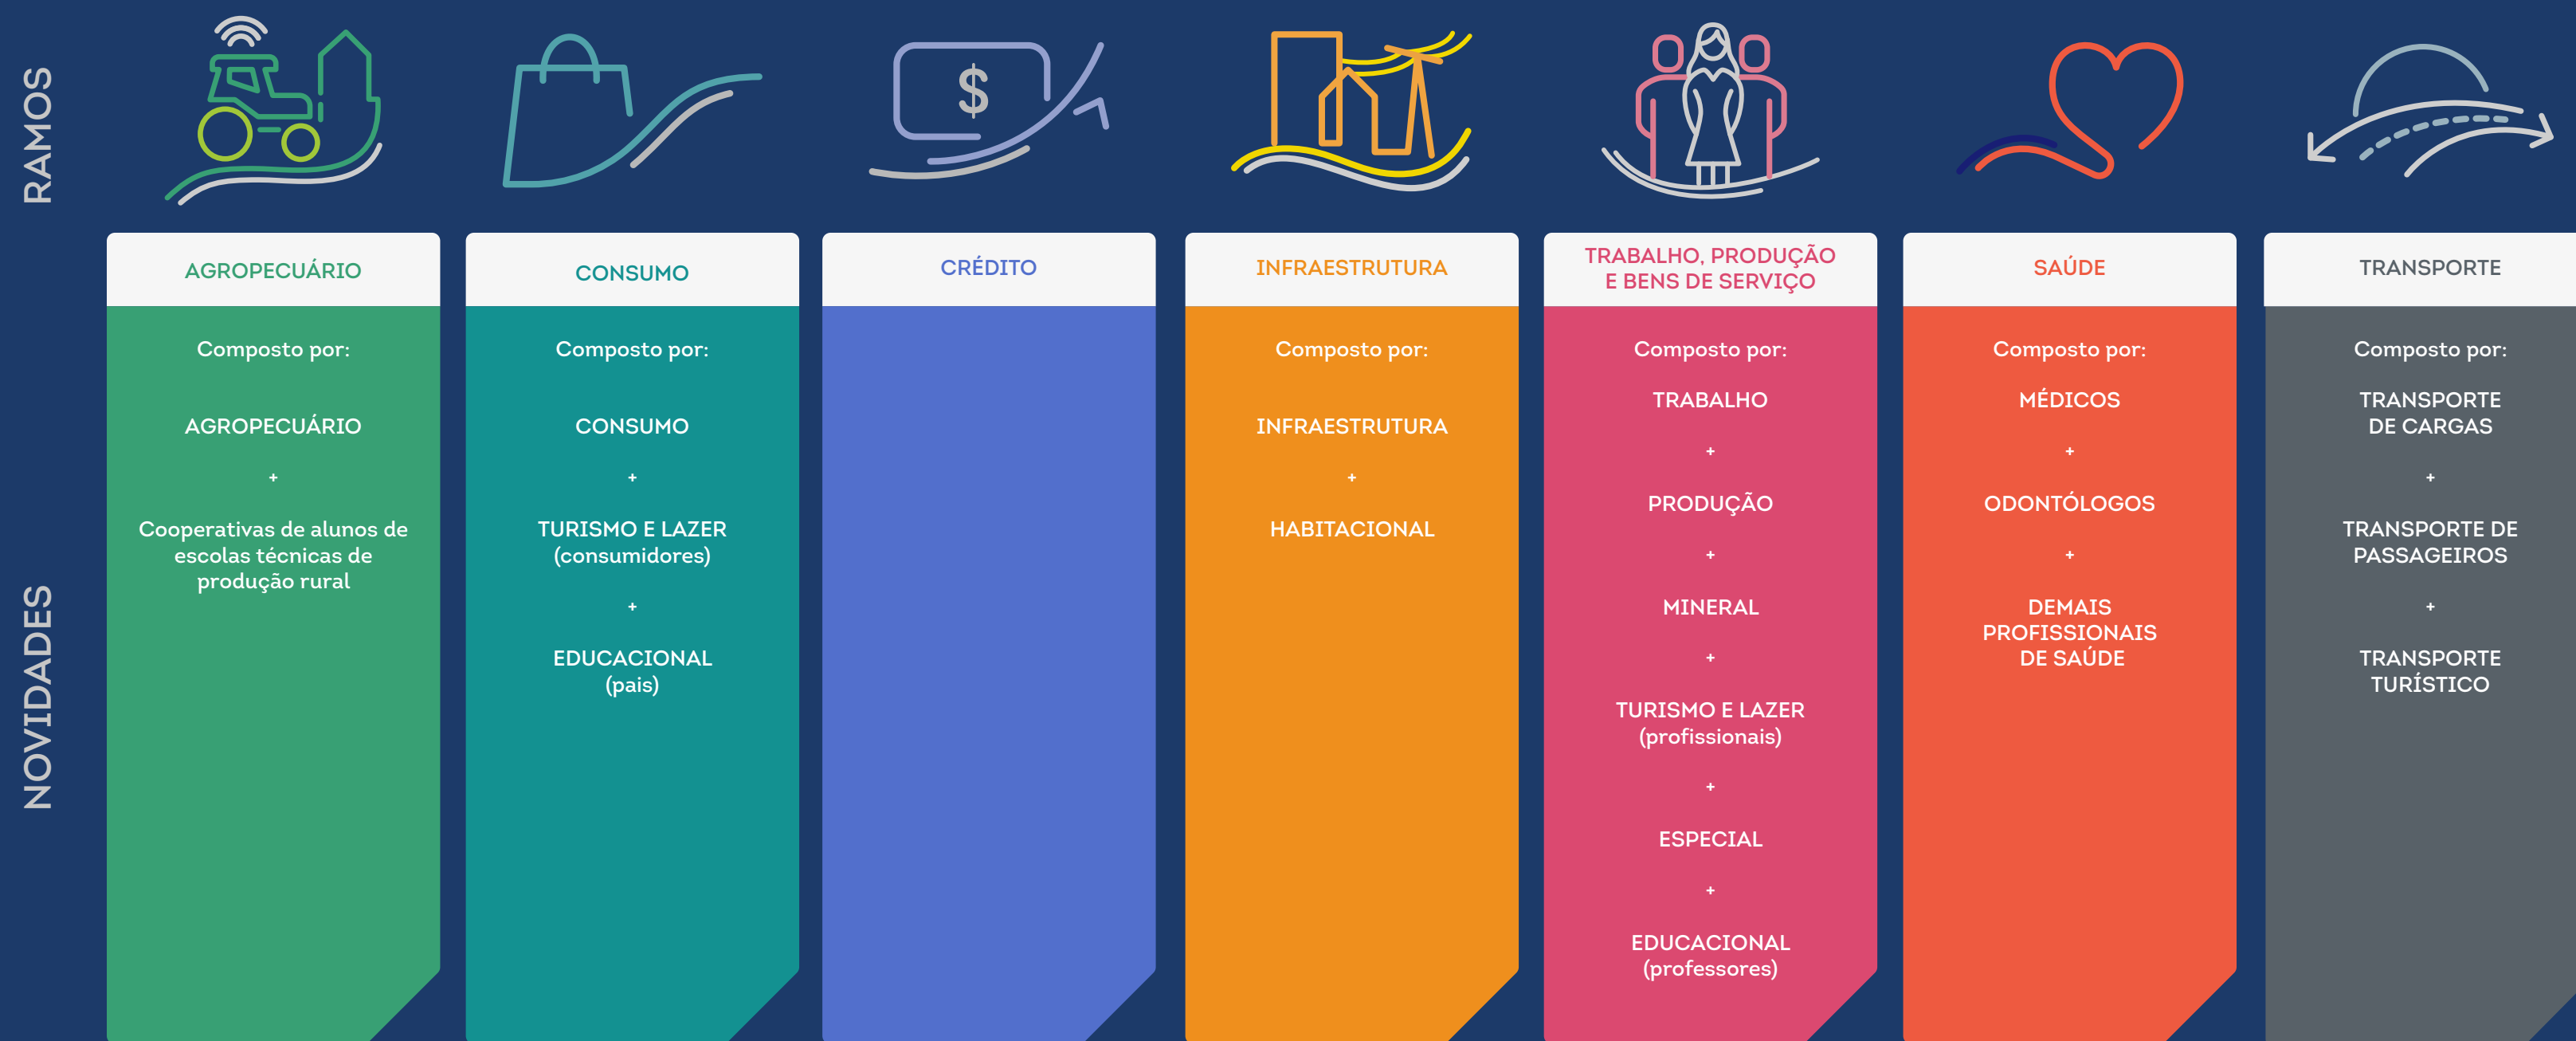 RAMOS
$
NOVIDADES
AGROPECUÁRIO
Composto por:
AGROPECUÁRIO
+
Cooperativas de alunos de
escolas técnicas de
produção rural
CONSUMO
Composto por:
CONSUMO
+
TURISMO E LAZER
(consumidores)
+
EDUCACIONAL
(pais)
CRÉDITO
INFRAESTRUTURA
Composto por:
INFRAESTRUTURA
+
HABITACIONAL
TRABALHO, PRODUÇÃO
E BENS DE SERVIÇO
Composto por:
TRABALHO
+
PRODUÇÃO
+
MINERAL
+
TURISMO E LAZER
(profissionais)
+
ESPECIAL
+
EDUCACIONAL
(professores)
SAÚDE
Composto por:
MÉDICOS
+
ODONTÓLOGOS
+
DEMAIS
PROFISSIONAIS
DE SAÚDE
TRANSPORTE
Composto por:
TRANSPORTE
DE CARGAS
+
TRANSPORTE DE
PASSAGEIROS
+
TRANSPORTE
TURÍSTICO